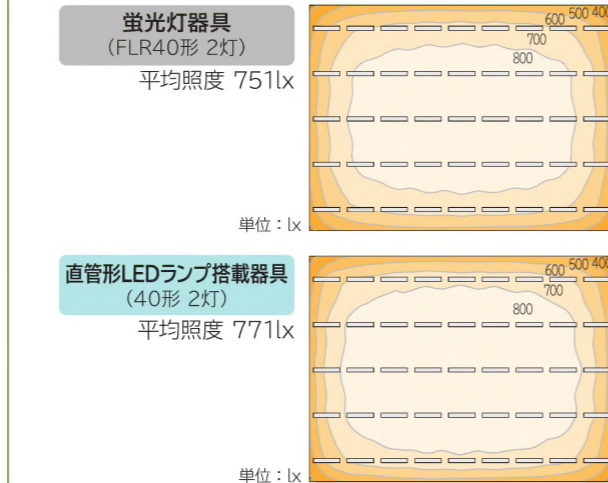 蛍光灯器具
(FLR40形 2灯)
平均照度 751lx
600 500 400
700
800
単位：lx
直管形LEDランプ搭載器具
(40形 2灯)
平均照度 771lx
600 500 400
700
800
単位：lx